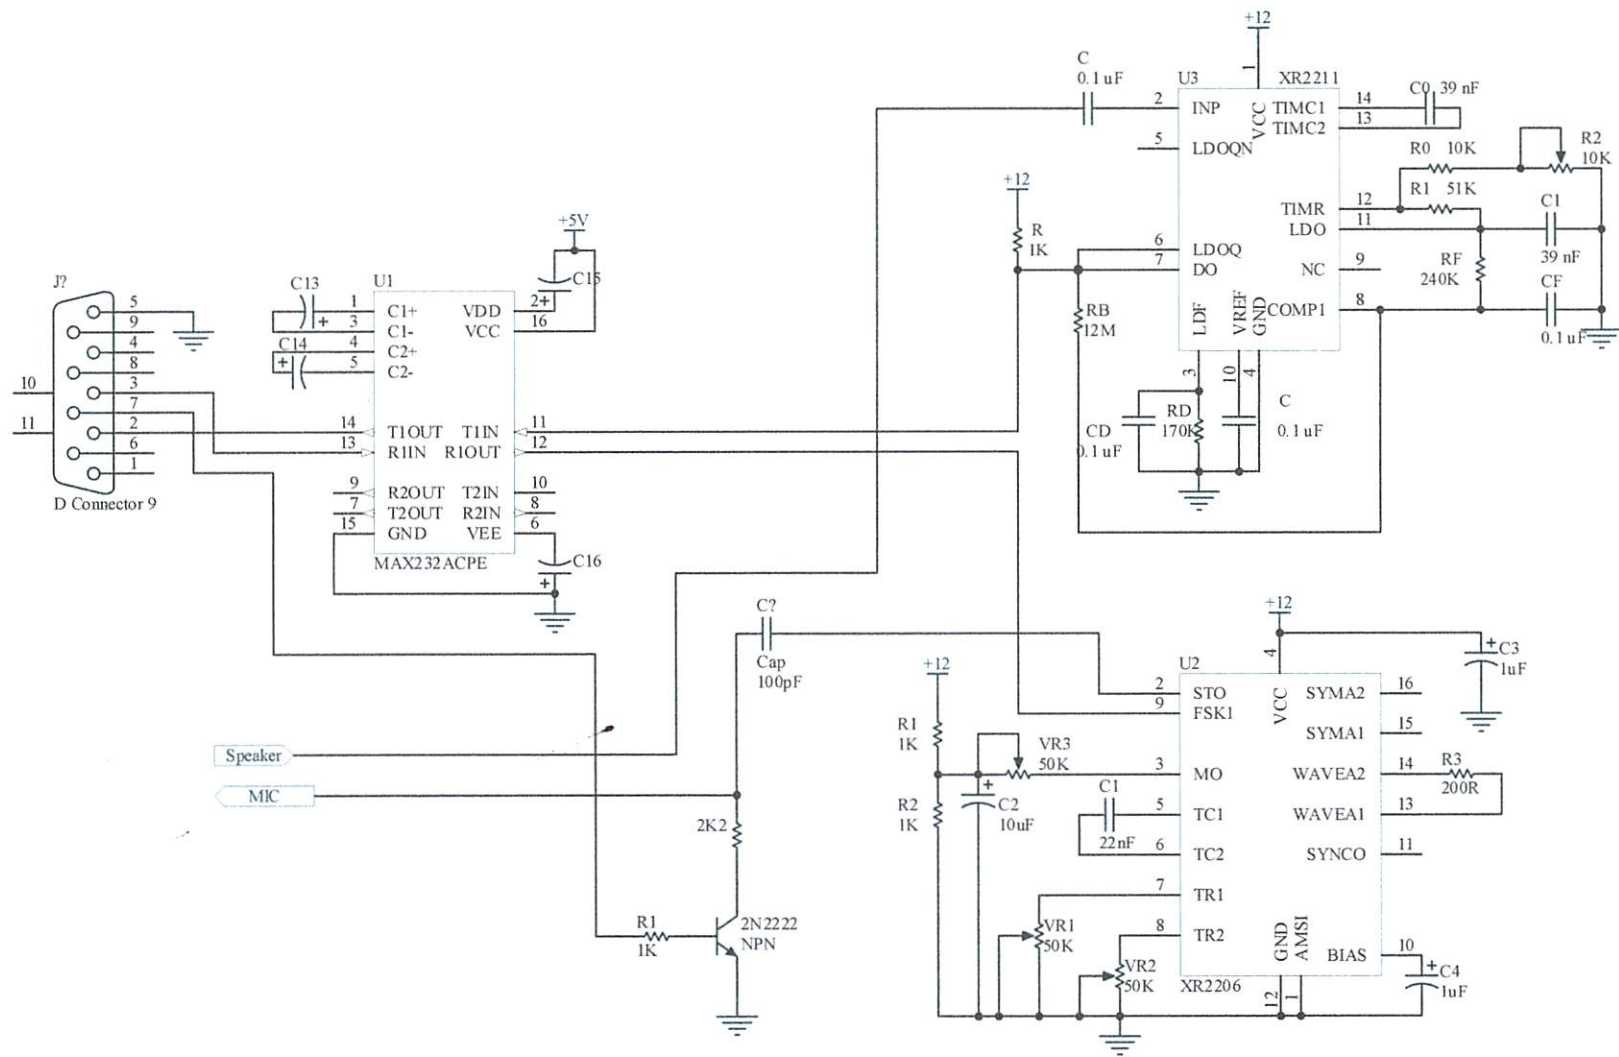 J?
5
9
4
8
3
7
2
6
1
10
11
D Connector 9
C13
+
C14
+
U1
1
3
4
5
14
13
9
7
15
C1+
C1-
C2+
C2-
T1OUT
R1IN
R2OUT
T2OUT
GND
VDD
VCC
T1IN
R1OUT
T2IN
R2IN
VEE
2
16
11
12
10
8
6
MAX232ACPE
+5V
C15
+
C16
+
C
0.1uF
+12
R
1K
RB
12M
U3
XR2211
+12
1
2
5
6
7
INP
LDOQN
LDOQ
DO
VCC
TIMC1
TIMC2
TIMR
LDO
NC
COMP1
LDF
VREF
GND
14
13
12
11
9
8
3
10
4
C0 39 nF
R0 10K
R1 51K
R2
10K
C1
39 nF
RF
240K
CF
0.1uF
CD
0.1uF
RD
170K
C
0.1uF
C?
Cap
100pF
Speaker
MIC
2K2
R1
1K
2N2222
NPN
+12
R1
1K
R2
1K
VR3
50K
+
C2
10uF
C1
22nF
VR1
50K
VR2
50K
+12
4
+
C3
1uF
U2
2
9
3
5
6
7
8
STO
FSK1
MO
TC1
TC2
TR1
TR2
VCC
SYMA2
SYMA1
WAVEA2
WAVEA1
SYNCO
BIAS
GND
AMSI
16
15
14
13
11
10
12
1
R3
200R
+
C4
1uF
XR2206